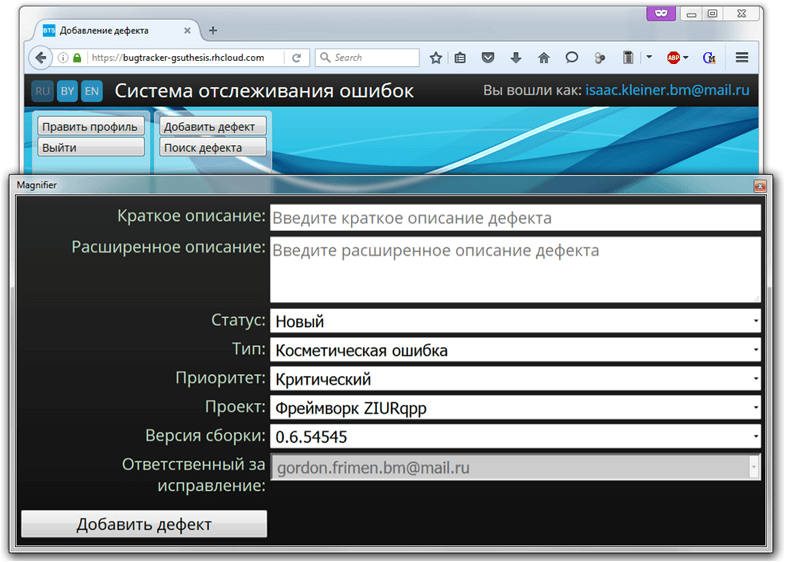 BTS Добавление дефекта
https://bugtracker-gsuthesis.rhcloud.com Search ABP
RU BY EN Система отслеживания ошибок Вы вошли как: isaac.kleiner.bm@mail.ru
Править профиль Добавить дефект
Выйти Поиск дефекта
Magnifier
Краткое описание: Введите краткое описание дефекта
Расширенное описание: Введите расширенное описание дефекта
Статус: Новый
Тип: Косметическая ошибка
Приоритет: Критический
Проект: Фреймворк ZIURqpp
Версия сборки: 0.6.54545
Ответственный за gordon.frimen.bm@mail.ru
исправление:
Добавить дефект